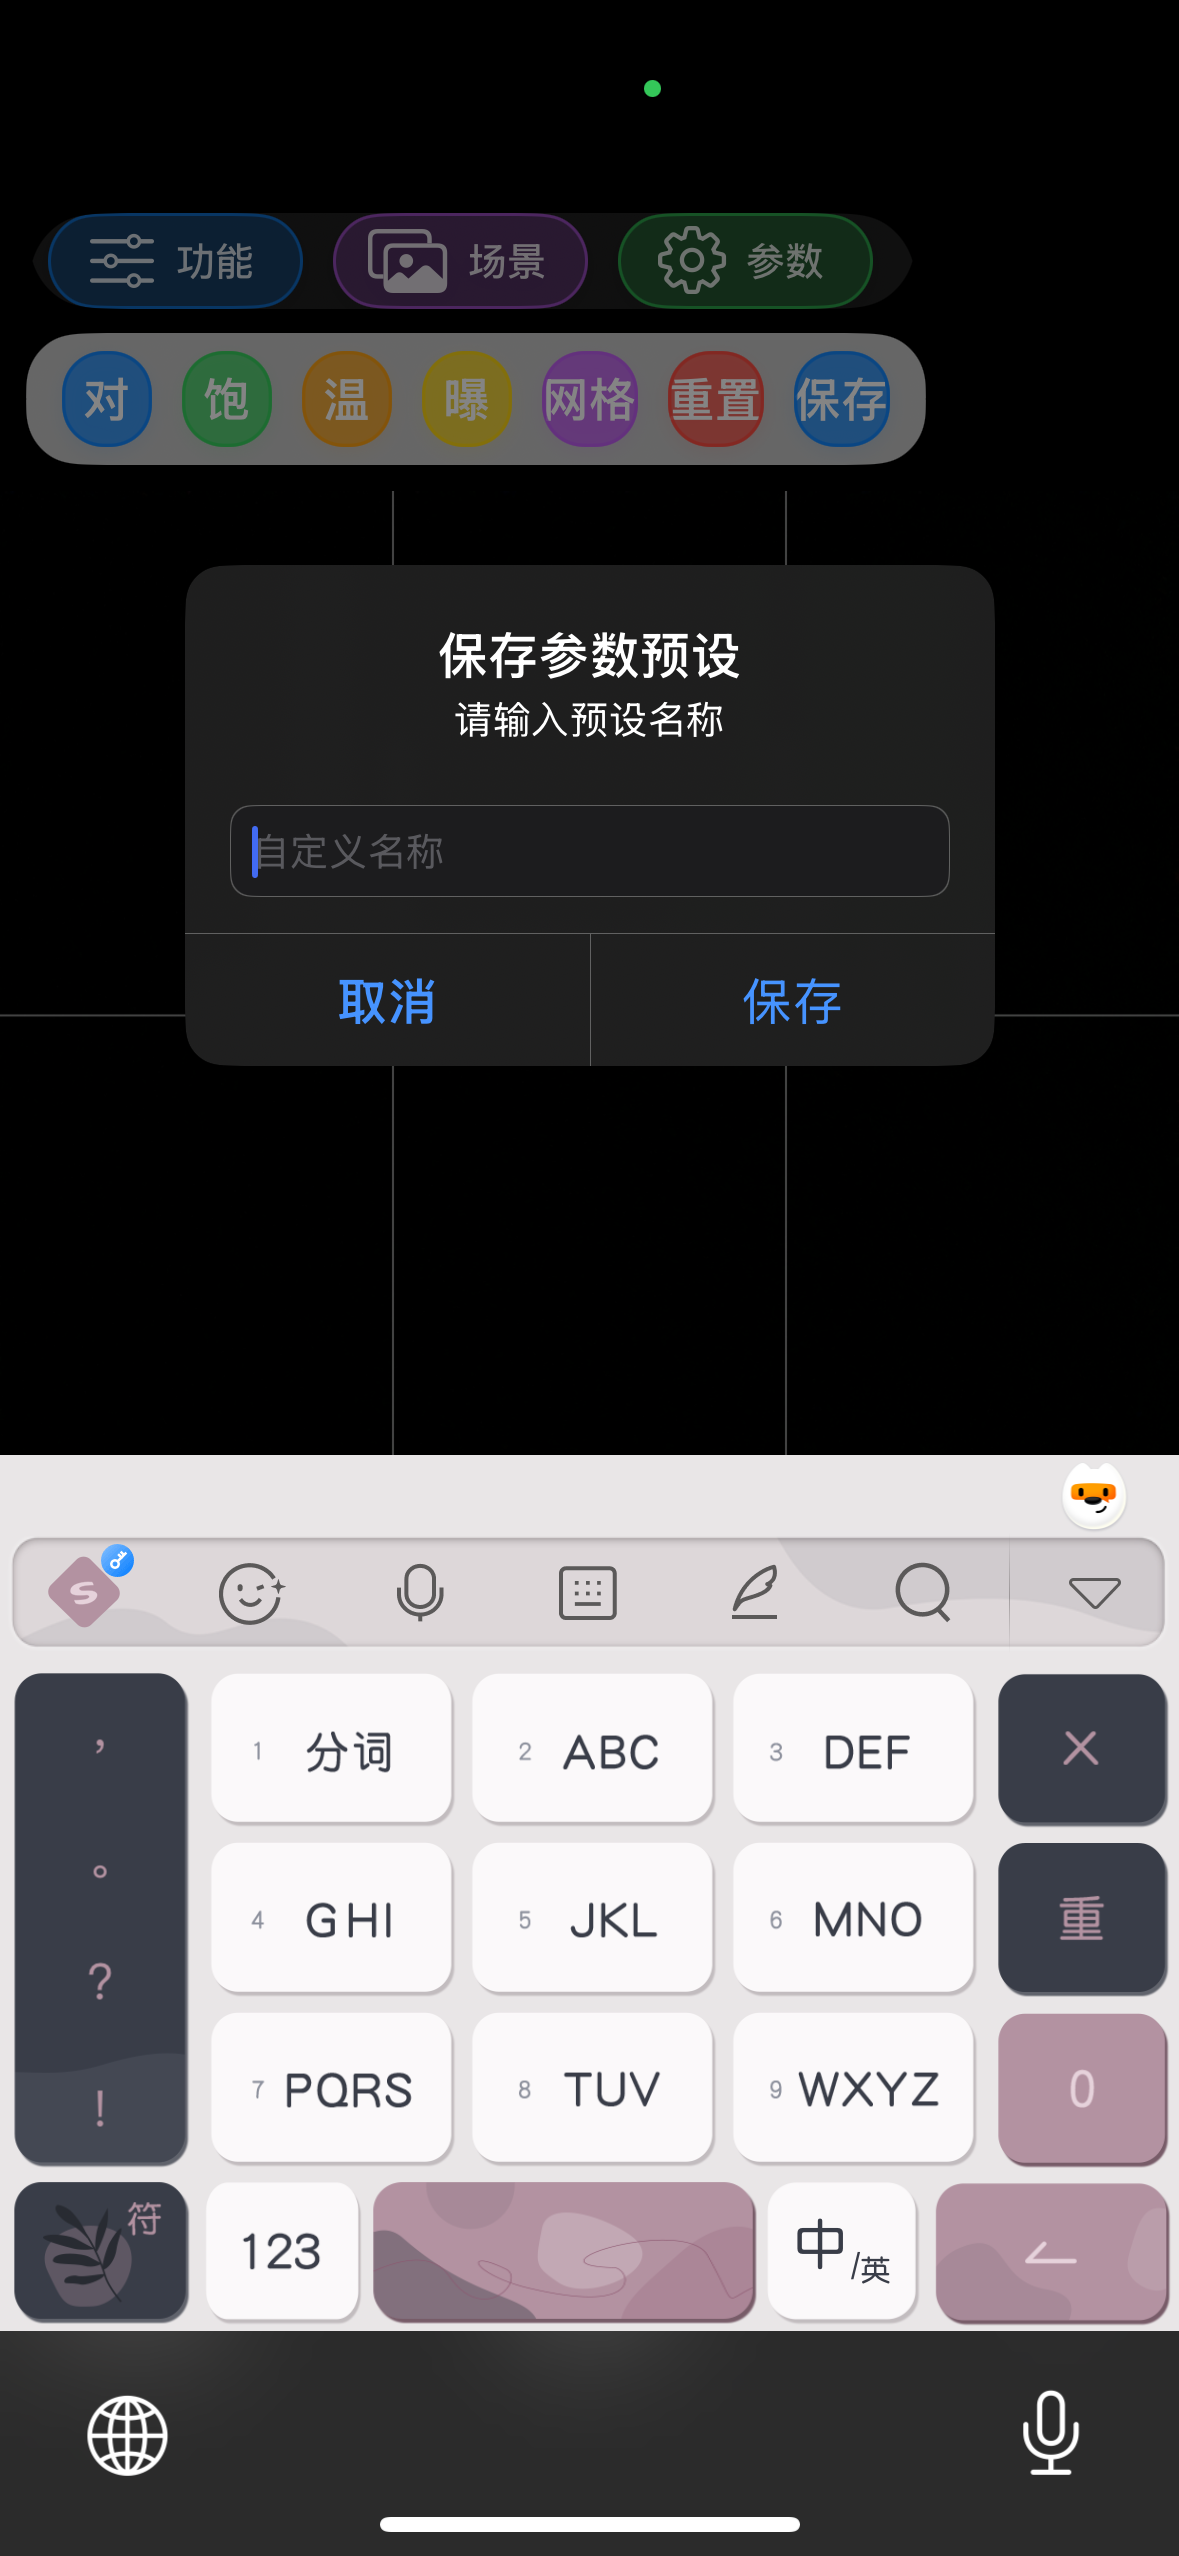 功能 场景 参数
对 饱 温 曝 网格 重置 保存
保存参数预设
请输入预设名称
自定义名称
取消 保存
S
， 1 分词 2 ABC 3 DEF
。 4 GHI 5 JKL 6 MNO 重
? 7 PQRS 8 TUV 9 WXYZ 0
!
符 123 中/英